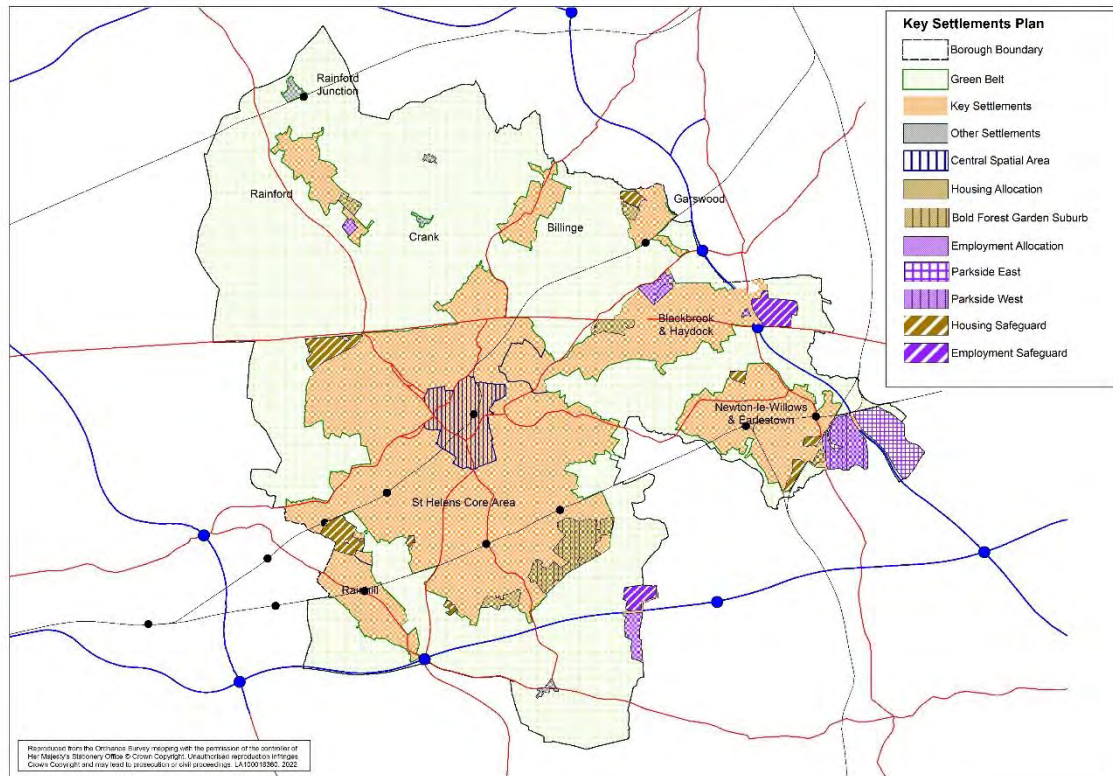 Key Settlements Plan
Borough Boundary
Green Belt
Key Settlements
Other Settlements
Central Spatial Area
Housing Allocation
Bold Forest Garden Suburb
Employment Allocation
Parkside East
Parkside West
Housing Safeguard
Employment Safeguard
Rainford
Junction
Rainford
Crank
Billinge
Garswood
Blackbrook
& Haydock
Newton-le-Willows
& Earlestown
St Helens Core Area
Rainhill
Reproduced from the Ordnance Survey mapping with the permission of the controller of
Her Majesty's Stationery Office © Crown Copyright. Unauthorised reproduction infringes
Crown Copyright and may lead to prosecution or civil proceedings. LA100018360, 2022.